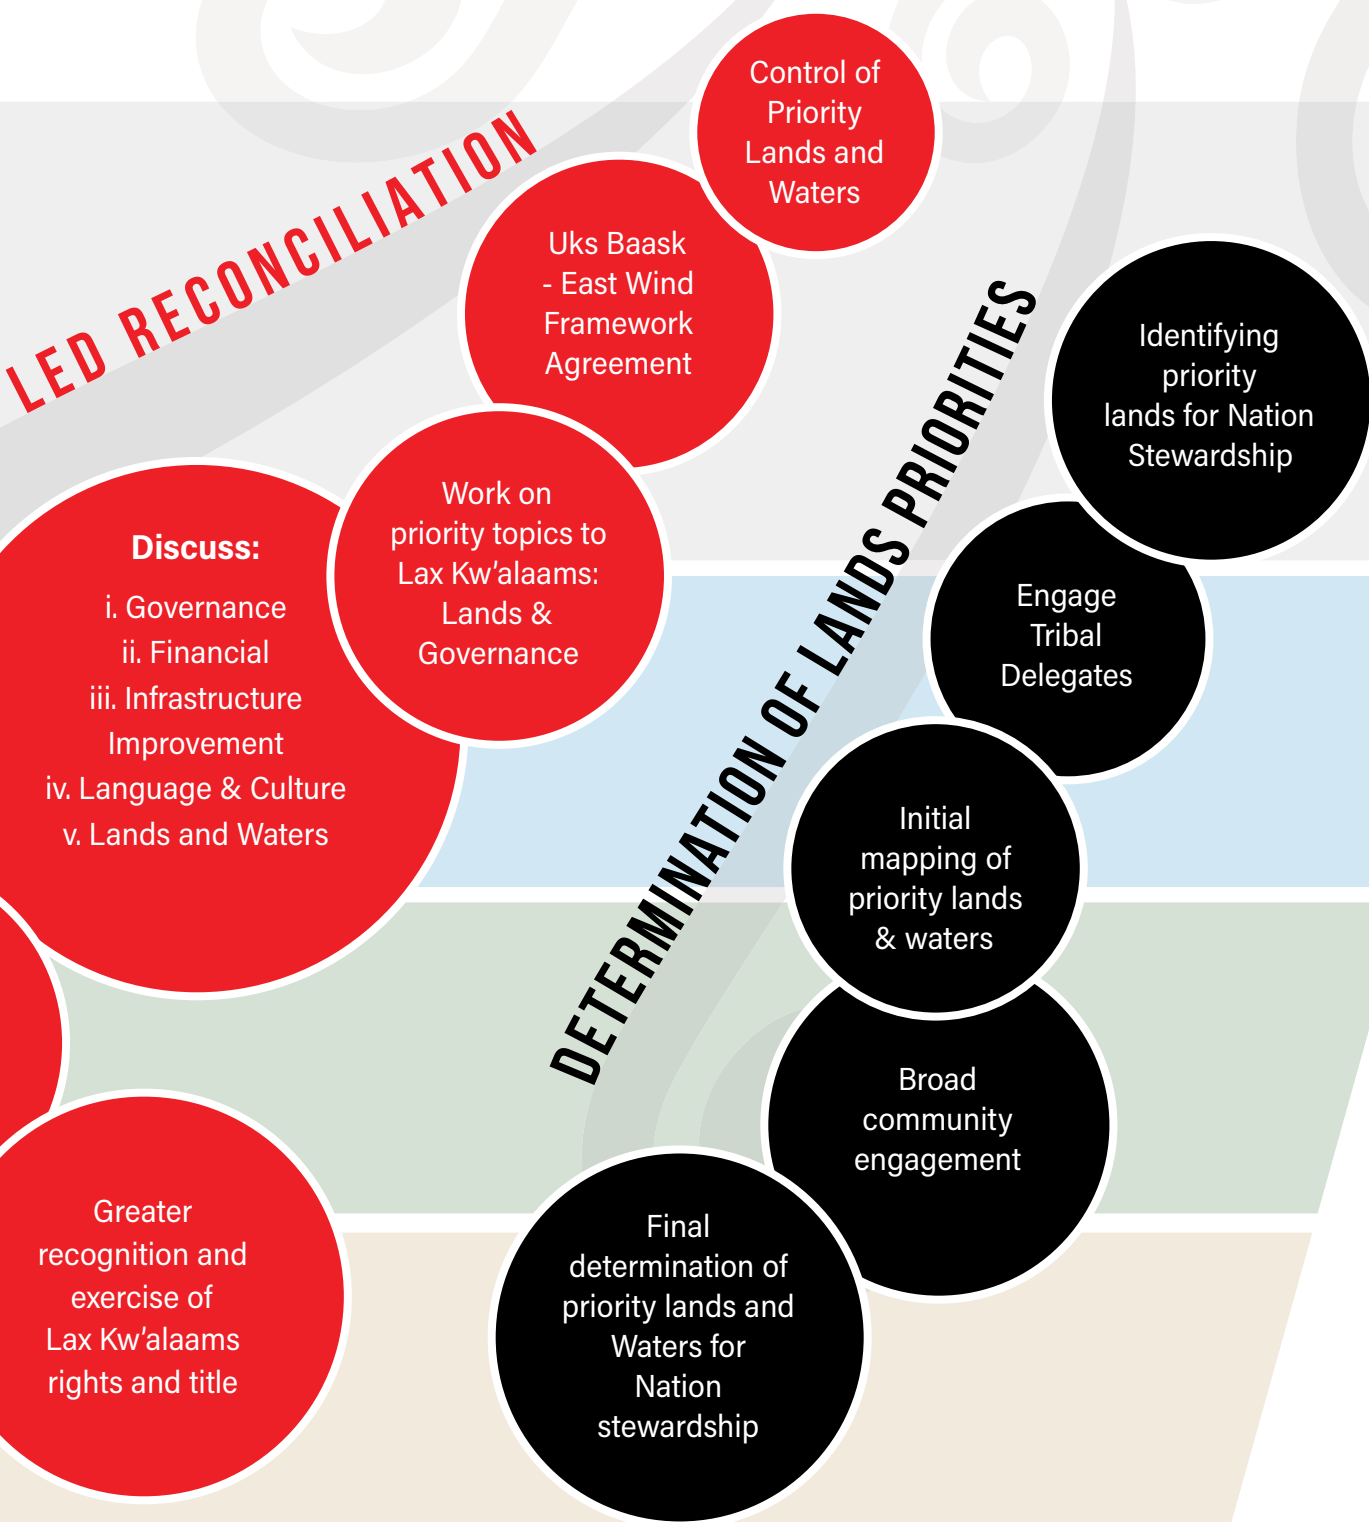 LED RECONCILIATION
Control of
Priority
Lands and
Waters
Uks Baask
- East Wind
Framework
Agreement
Work on
priority topics to
Lax Kw'alaams:
Lands &
Governance
Discuss:
i. Governance
ii. Financial
iii. Infrastructure
Improvement
iv. Language & Culture
v. Lands and Waters
Greater
recognition and
exercise of
Lax Kw'alaams
rights and title
DETERMINATION OF LANDS PRIORITIES
Identifying
priority
lands for Nation
Stewardship
Engage
Tribal
Delegates
Initial
mapping of
priority lands
& waters
Broad
community
engagement
Final
determination of
priority lands and
Waters for
Nation
stewardship